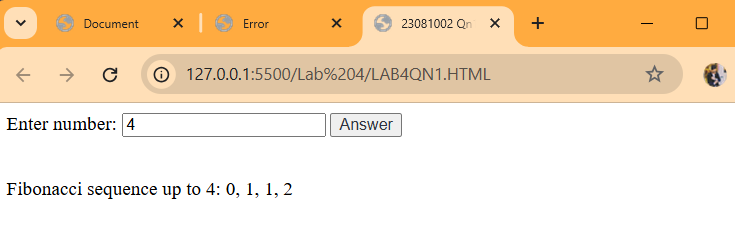 Document
Error
23081002 Qn
127.0.0.1:5500/Lab%204/LAB4QN1.HTML
Enter number: 4 Answer
Fibonacci sequence up to 4: 0, 1, 1, 2